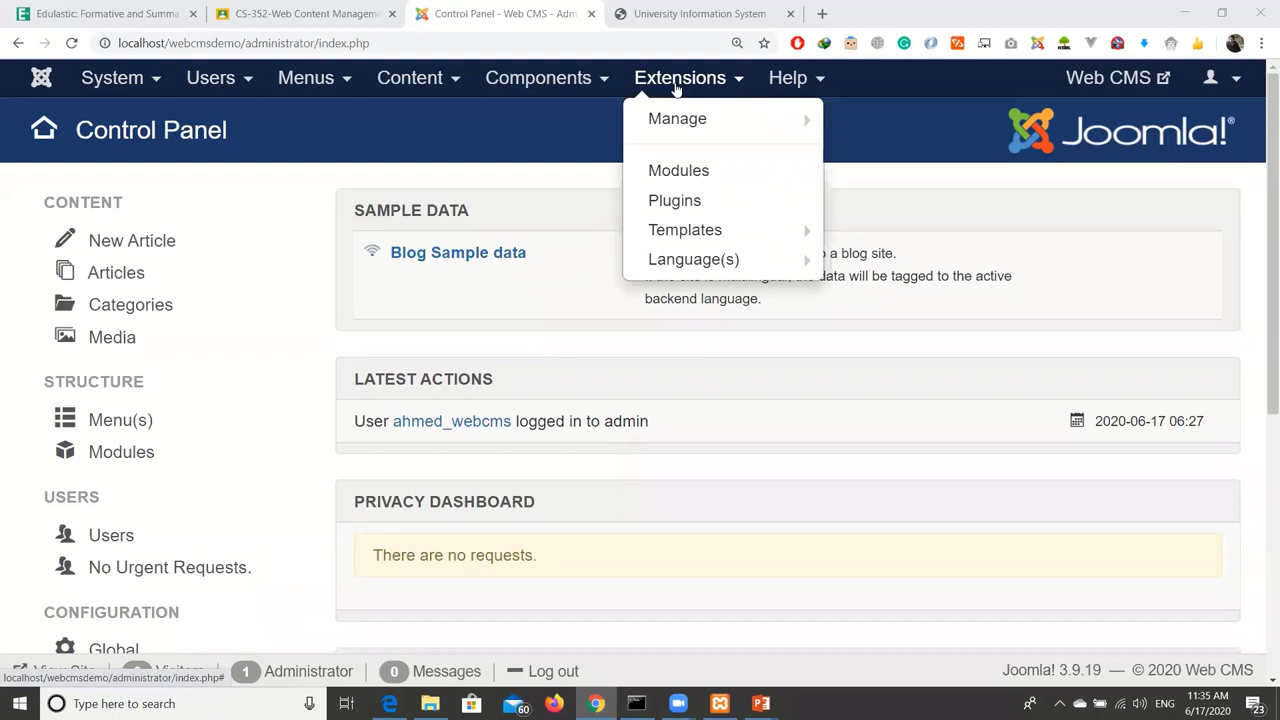 Edulastic: Formative and Summa
CS-352-Web Content Manageme
Control Panel - Web CMS - Admi
University Information System
localhost/webcmsdemo/administrator/index.php
System
Users
Menus
Content
Components
Extensions
Help
Web CMS
Control Panel
Joomla!
Manage
Modules
Plugins
Templates
Language(s)
CONTENT
New Article
Articles
Categories
Media
STRUCTURE
Menu(s)
Modules
USERS
Users
No Urgent Requests.
CONFIGURATION
Global
SAMPLE DATA
Blog Sample data
a blog site.
data will be tagged to the active
backend language.
LATEST ACTIONS
User ahmed_webcms logged in to admin
2020-06-17 06:27
PRIVACY DASHBOARD
There are no requests.
View Site
Visitors
1 Administrator
0 Messages
Log out
Joomla! 3.9.19 — © 2020 Web CMS
localhost/webcmsdemo/administrator/index.php#
Type here to search
60
ENG
11:35 AM
6/17/2020
23